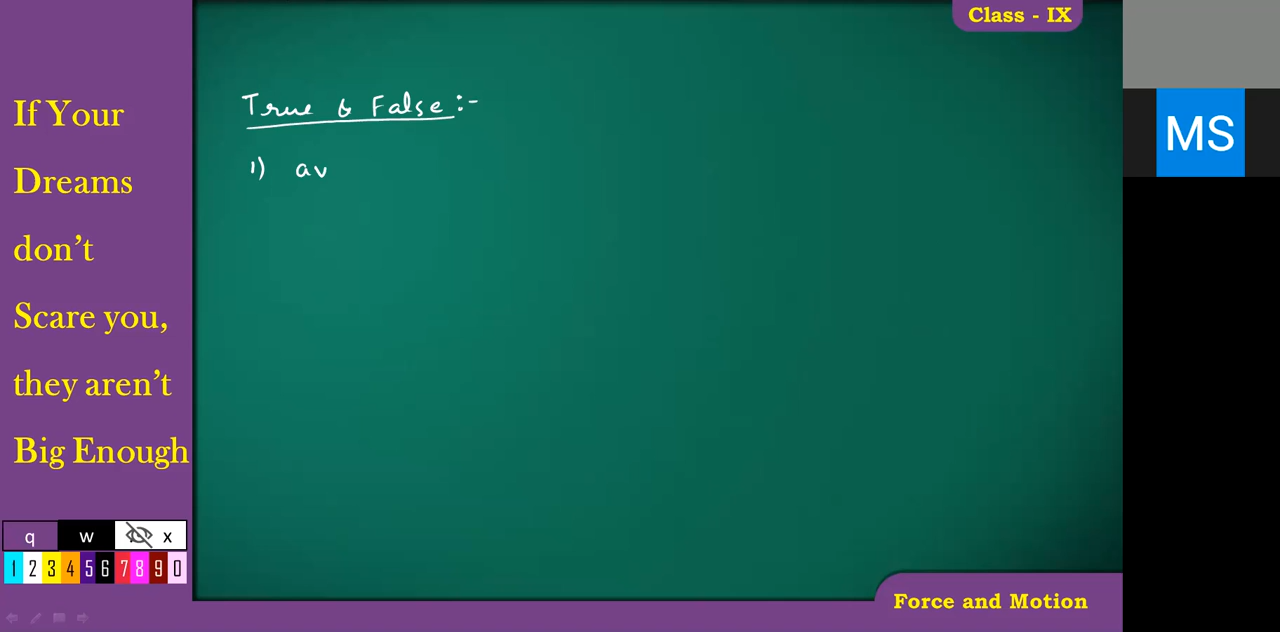 Class - IX
If Your
Dreams
don't
Scare you,
they aren't
Big Enough
True & False :-
1) av
MS
q w x
1 2 3 4 5 6 7 8 9 0
Force and Motion